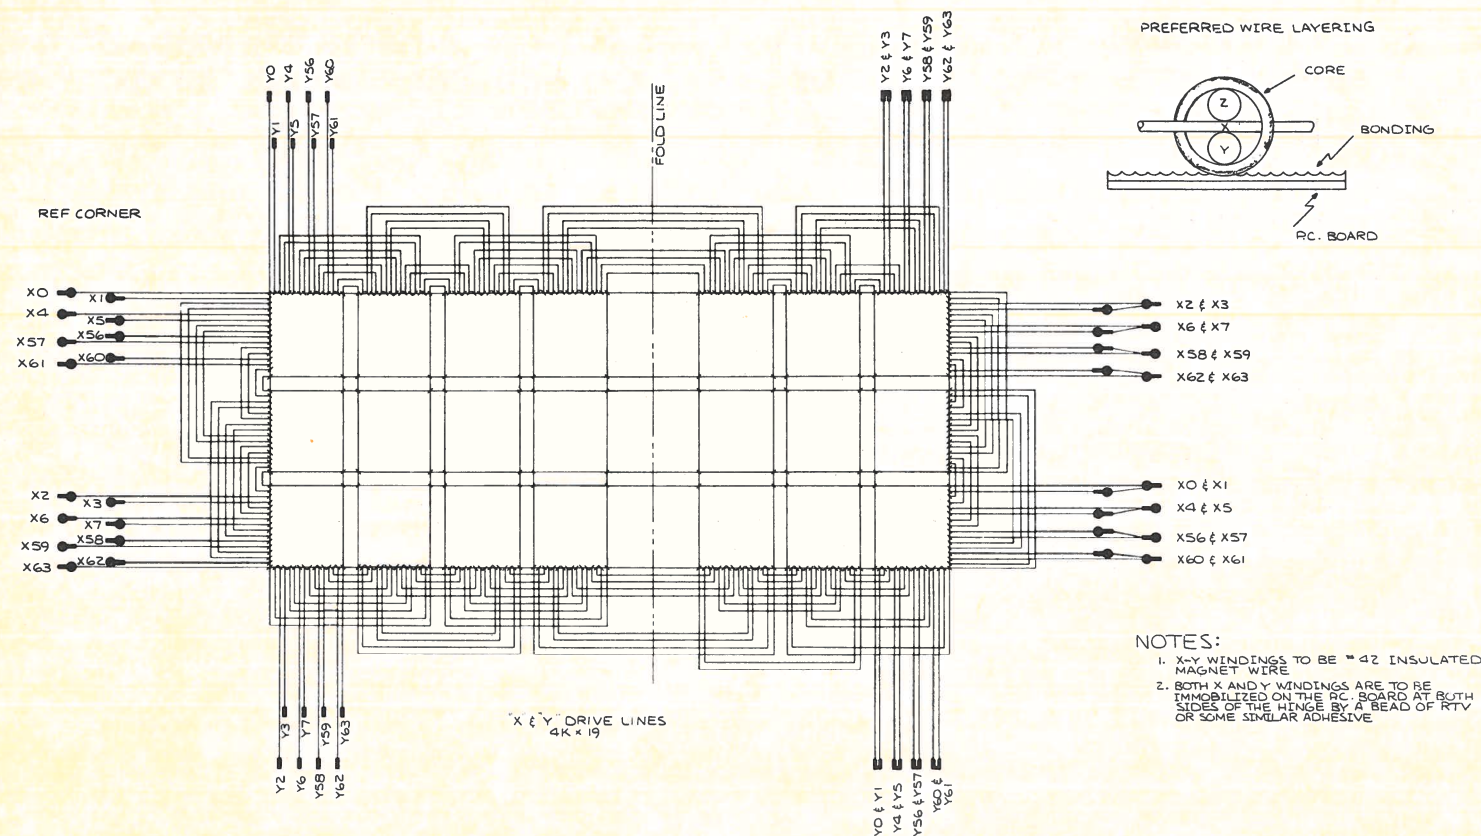 PREFERRED WIRE LAYERING
CORE
Z
X
Y
BONDING
P.C. BOARD
Y0
Y4
Y56
Y60
Y1
Y5
Y57
Y61
FOLD LINE
Y2 & Y3
Y6 & Y7
Y58 & Y59
Y62 & Y63
REF CORNER
X0
X1
X4
X5
X56
X57
X60
X61
X2 & X3
X6 & X7
X58 & X59
X62 & X63
X2
X3
X6
X7
X58
X59
X62
X63
X0 & X1
X4 & X5
X56 & X57
X60 & X61
Y3
Y7
Y59
Y63
Y2
Y6
Y58
Y62
"X & Y" DRIVE LINES
4K x 19
Y0 & Y1
Y4 & Y5
Y56 & Y57
Y60 &
Y61
NOTES:
1. X-Y WINDINGS TO BE #42 INSULATED
MAGNET WIRE
2. BOTH X AND Y WINDINGS ARE TO BE
IMMOBILIZED ON THE P.C. BOARD AT BOTH
SIDES OF THE HINGE BY A BEAD OF RTV
OR SOME SIMILAR ADHESIVE